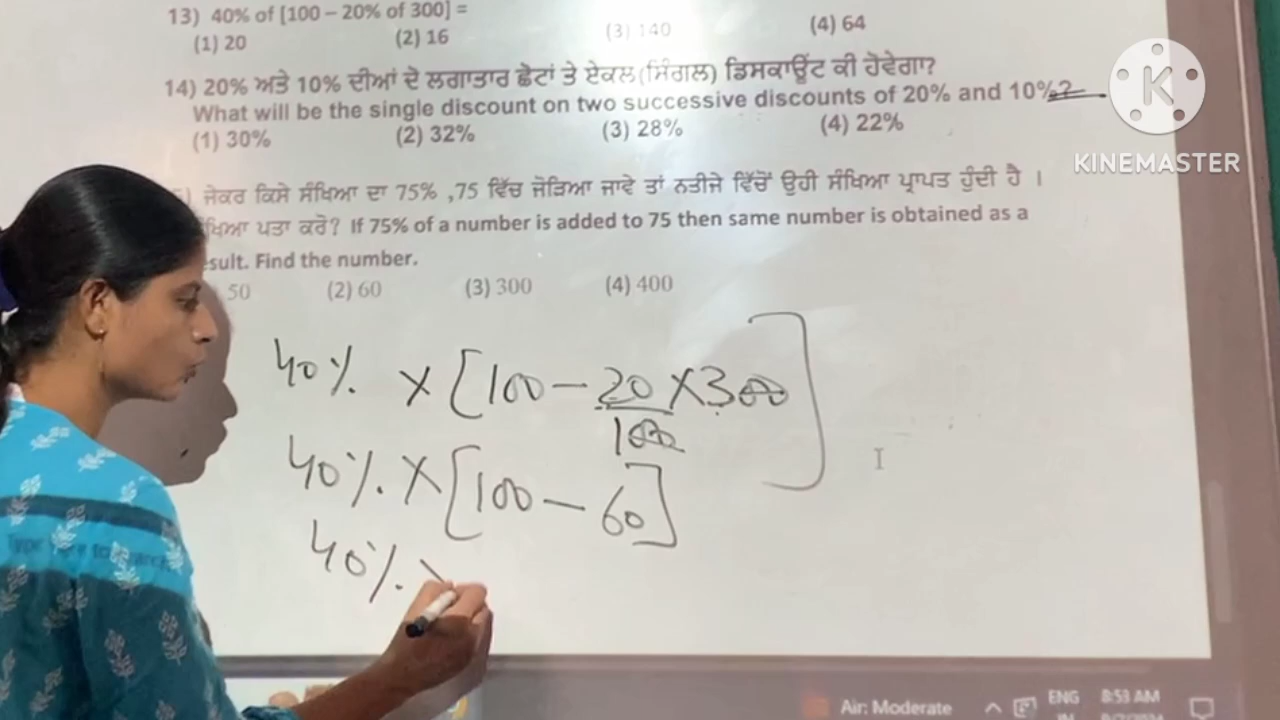 13) 40% of [100 – 20% of 300] =
(1) 20 (2) 16 (3) 140 (4) 64
14) 20% ਅਤੇ 10% ਦੀਆਂ ਦੋ ਲਗਾਤਾਰ ਛੋਟਾਂ ਤੇ ਏਕਲ (ਸਿੰਗਲ) ਡਿਸਕਾਊਂਟ ਕੀ ਹੋਵੇਗਾ?
What will be the single discount on two successive discounts of 20% and 10%?
(1) 30% (2) 32% (3) 28% (4) 22%
KINEMASTER
) ਜੇਕਰ ਕਿਸੇ ਸੰਖਿਆ ਦਾ 75% ,75 ਵਿੱਚ ਜੋੜਿਆ ਜਾਵੇ ਤਾਂ ਨਤੀਜੇ ਵਿੱਚੋਂ ਉਹੀ ਸੰਖਿਆ ਪ੍ਰਾਪਤ ਹੁੰਦੀ ਹੈ ।
ਖਿਆ ਪਤਾ ਕਰੋ? If 75% of a number is added to 75 then same number is obtained as a
sult. Find the number.
50 (2) 60 (3) 300 (4) 400
40% × [100 – 20/100 × 300]
40% × [100 – 60]
40% ×
Air: Moderate ENG 8:53 AM